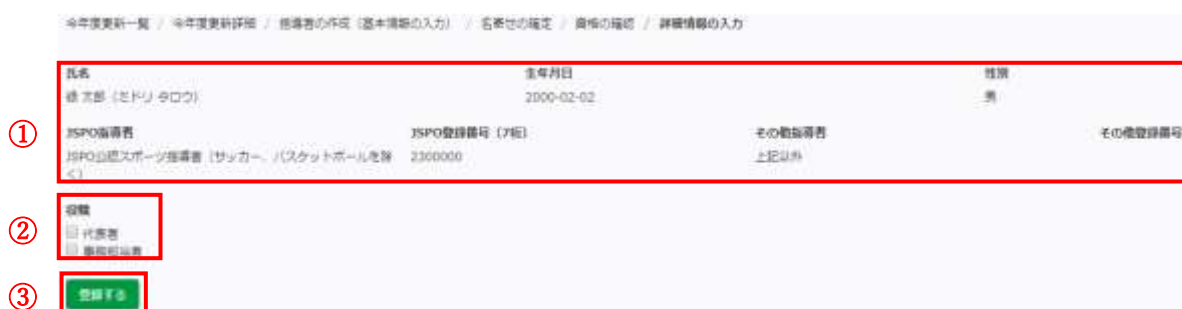 今年度更新一覧 / 今年度更新詳細 / 指導者の作成（基本情報の入力） / 名寄せの確定 / 資格の確認 / 詳細情報の入力
氏名 生年月日 性別
緑 太郎（ミドリ タロウ） 2000-02-02 男
①
JSPO指導者 JSPO登録番号（7桁） その他指導者 その他登録番号
JSPO公認スポーツ指導者（サッカー、バスケットボールを除く） 2300000 上記以外
役職
②
代表者
事務担当者
③ 登録する